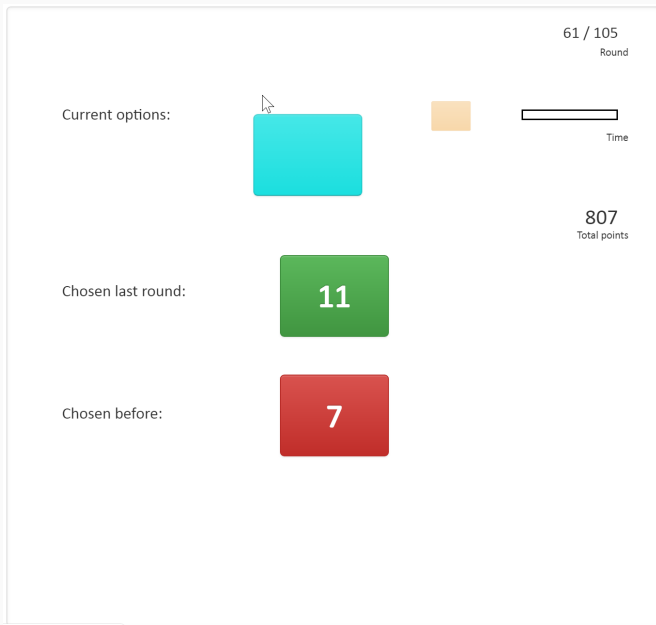 61 / 105
Round
Current options:
Time
807
Total points
Chosen last round:
11
Chosen before:
7